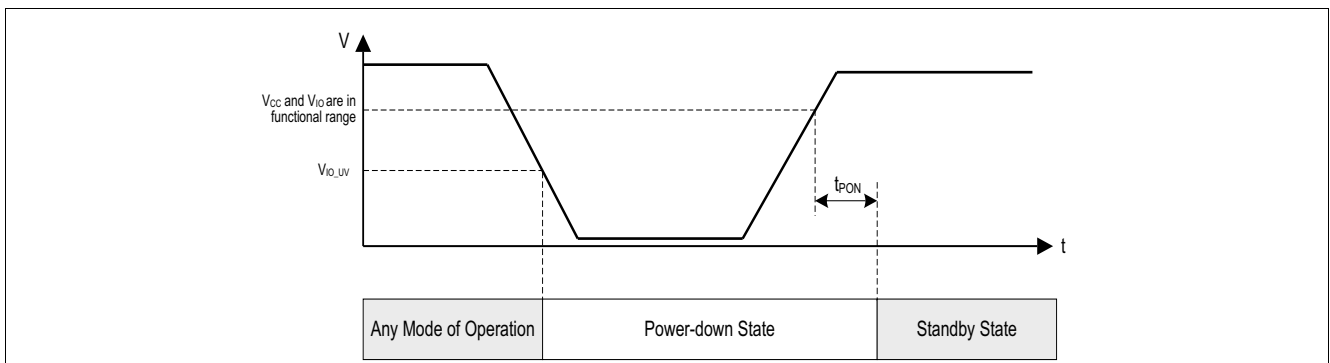 V
VCC and VIO are in
functional range
VIO_UV
tPON
t
Any Mode of Operation
Power-down State
Standby State